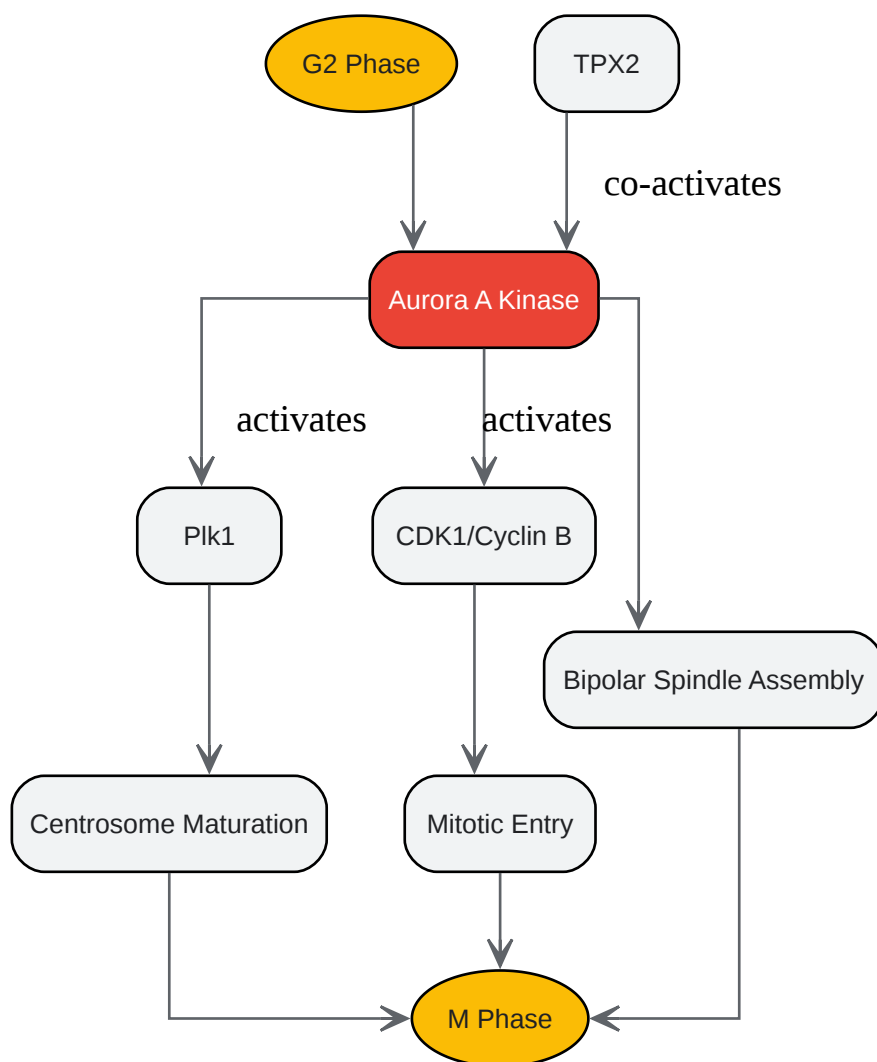 G2 Phase
TPX2
co-activates
Aurora A Kinase
activates
activates
Plk1
CDK1/Cyclin B
Bipolar Spindle Assembly
Centrosome Maturation
Mitotic Entry
M Phase